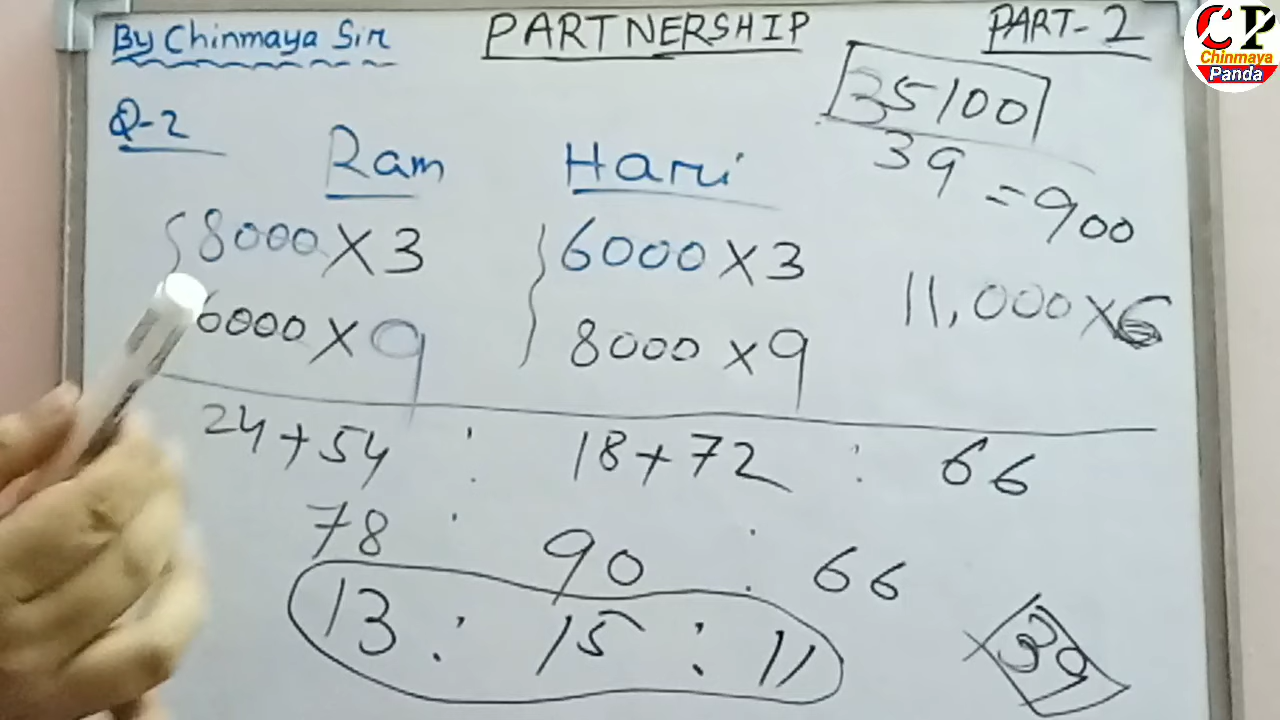 By Chinmaya Sir PARTNERSHIP PART-2
CP
Chinmaya
Panda
35100
39 = 900
Q-2
Ram Hari
8000 × 3 6000 × 3
6000 × 9 8000 × 9 11,000 × 6
24 + 54 : 18 + 72 : 66
78 : 90 : 66
13 : 15 : 11
39